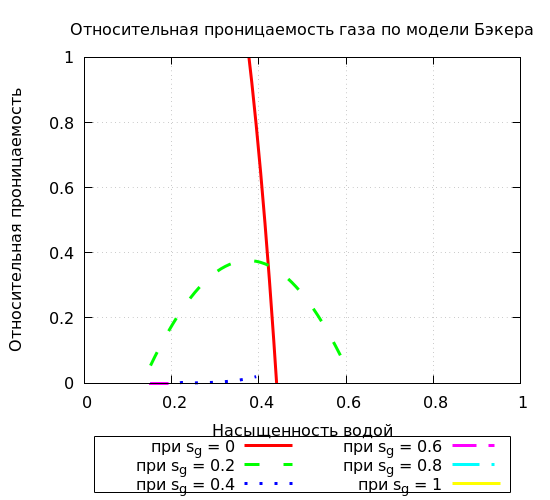 Относительная проницаемость газа по модели Бэкера
Относительная проницаемость
1
0.8
0.6
0.4
0.2
0
0 0.2 0.4 0.6 0.8 1
Насыщенность водой
при sg = 0 при sg = 0.6
при sg = 0.2 при sg = 0.8
при sg = 0.4 при sg = 1